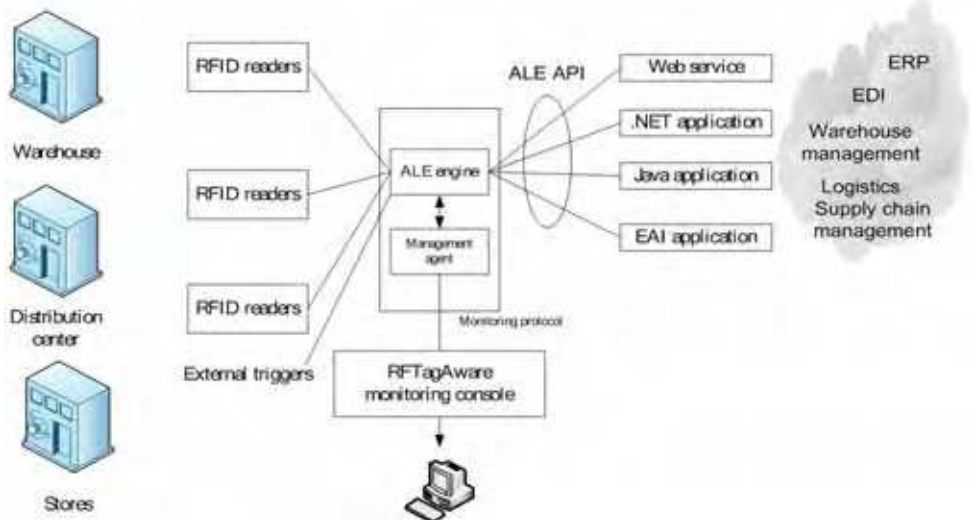 Warehouse
Distribution
center
Stores
RFID readers
RFID readers
RFID readers
External triggers
ALE engine
Management
agent
Monitoring protocol
RFTagAware
monitoring console
ALE API
Web service
.NET application
Java application
EAI application
ERP
EDI
Warehouse
management
Logistics
Supply chain
management